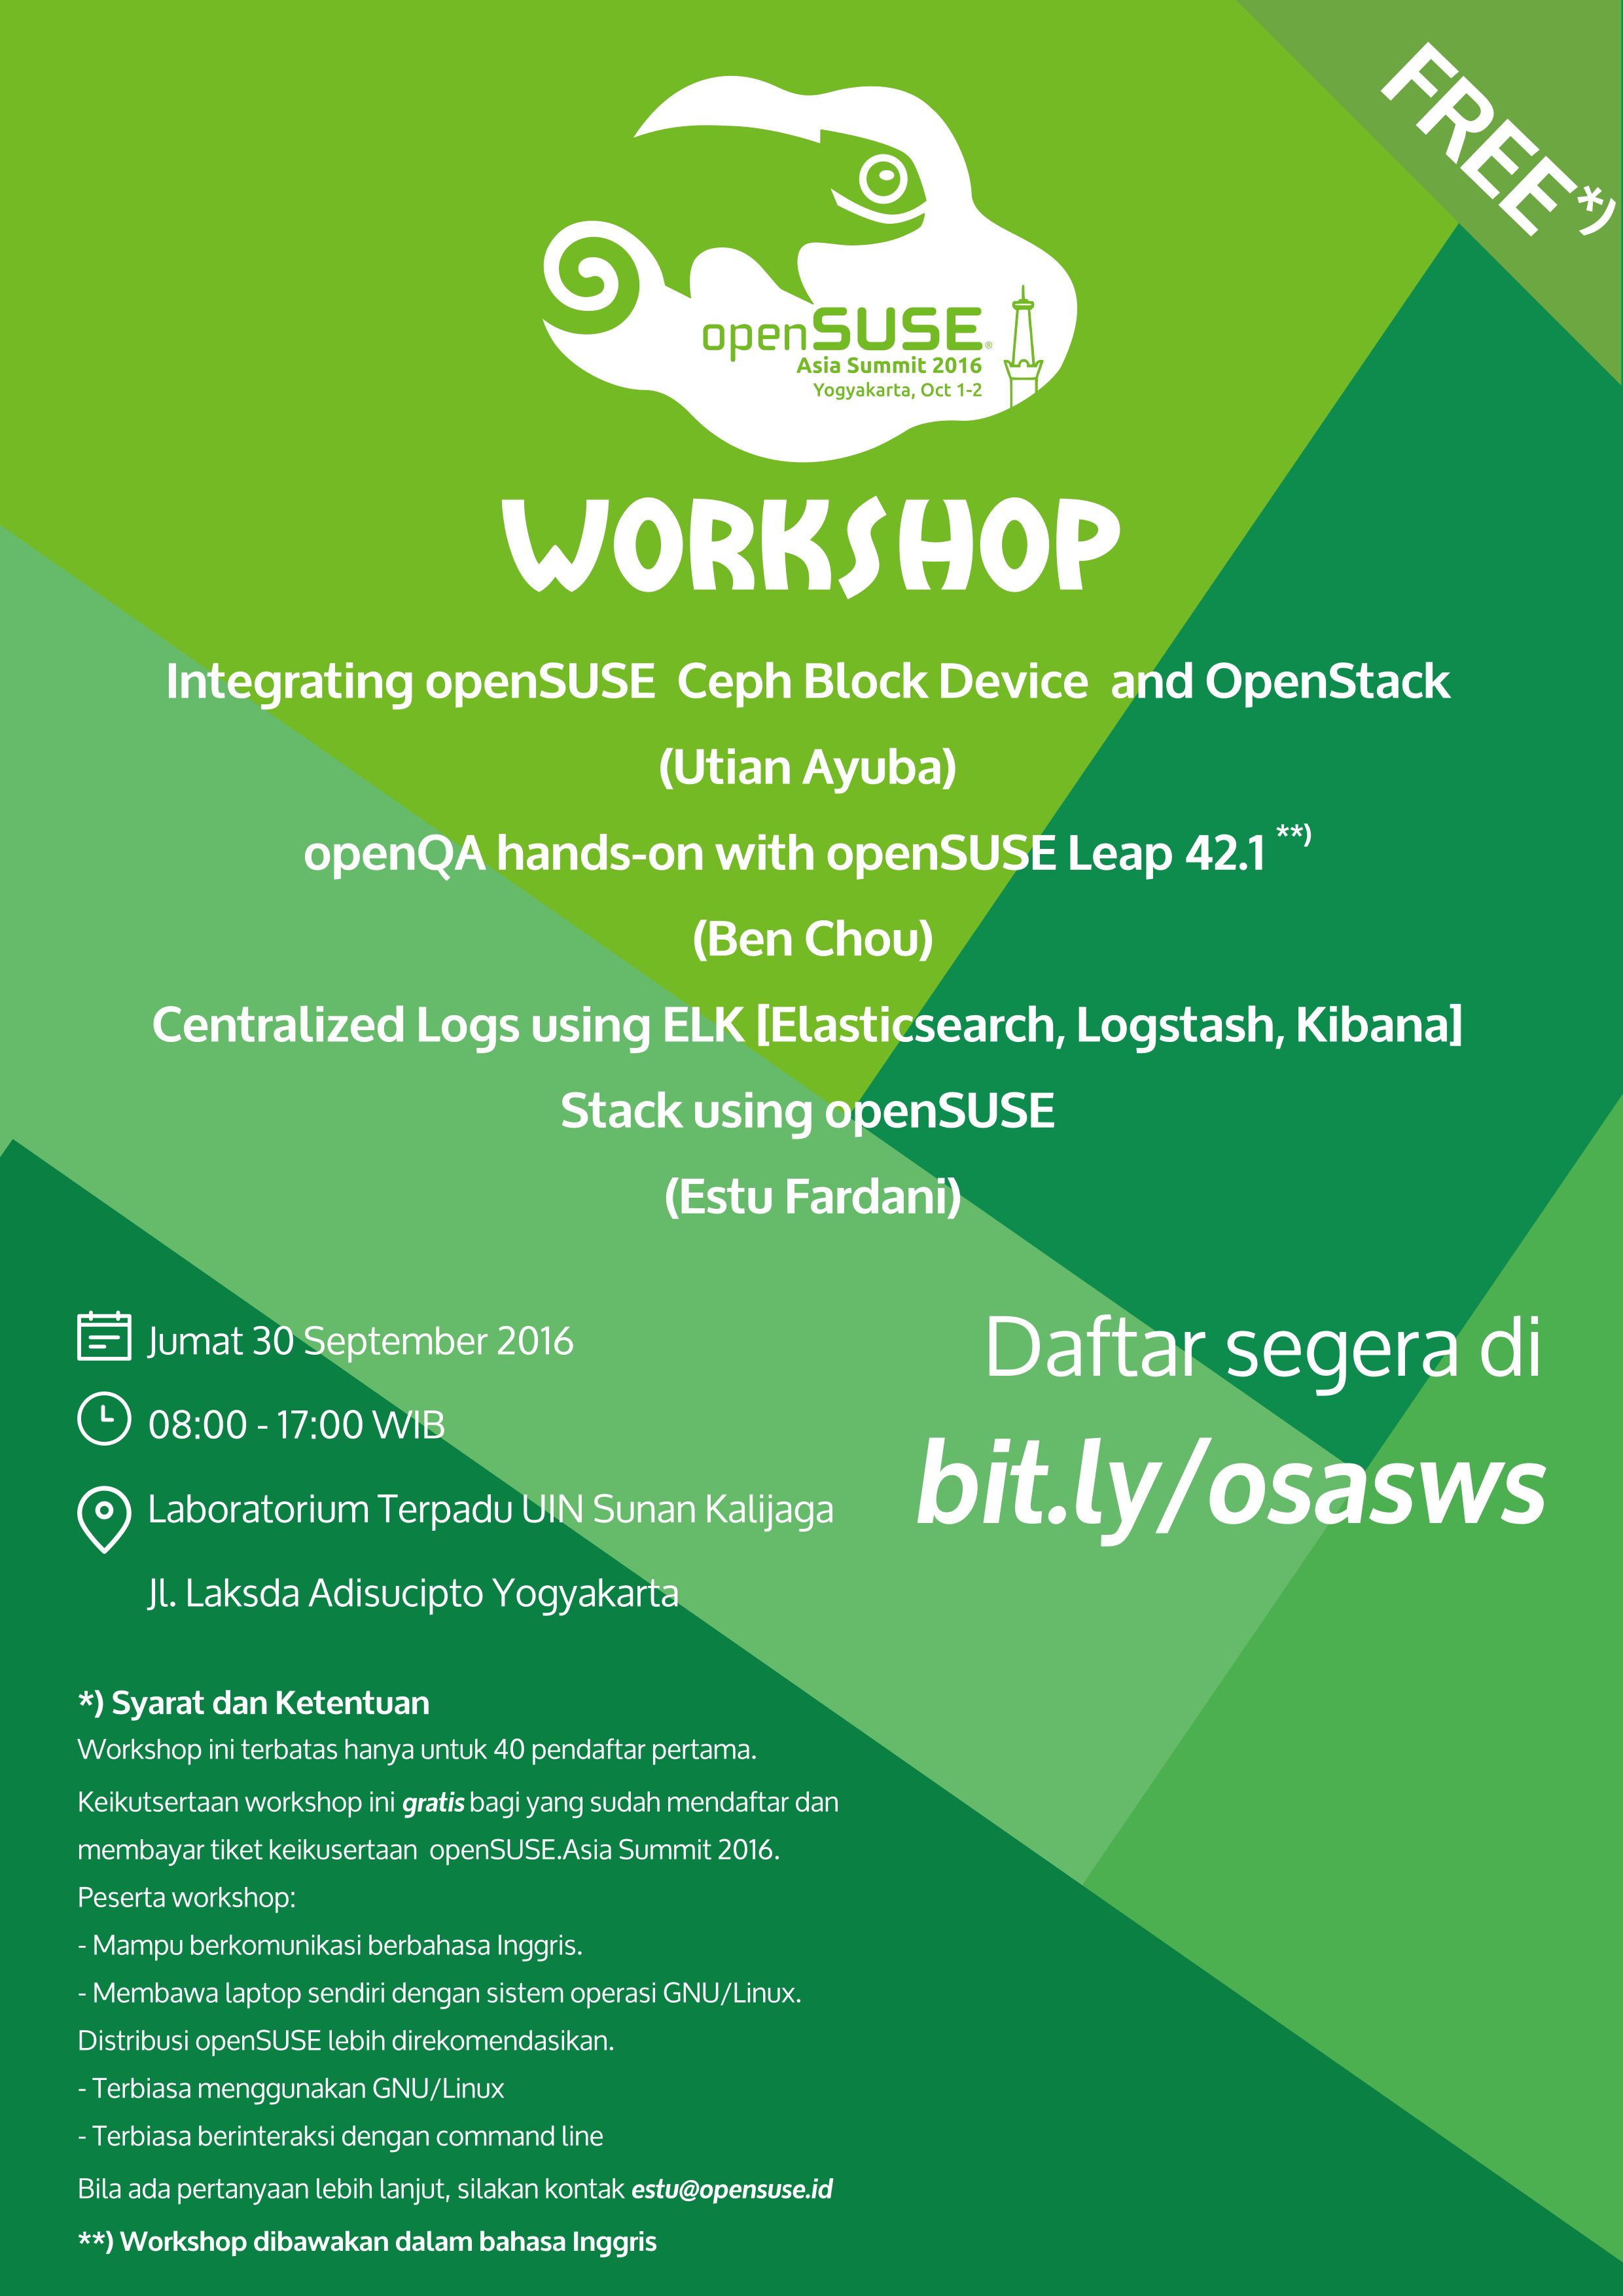 FREE*)
openSUSE®
Asia Summit 2016
Yogyakarta, Oct 1-2
WORKSHOP
Integrating openSUSE Ceph Block Device and OpenStack
(Utian Ayuba)
openQA hands-on with openSUSE Leap 42.1 **)
(Ben Chou)
Centralized Logs using ELK [Elasticsearch, Logstash, Kibana]
Stack using openSUSE
(Estu Fardani)
Jumat 30 September 2016
08:00 - 17:00 WIB
Laboratorium Terpadu UIN Sunan Kalijaga
Jl. Laksda Adisucipto Yogyakarta
Daftar segera di
bit.ly/osasws
*) Syarat dan Ketentuan
Workshop ini terbatas hanya untuk 40 pendaftar pertama.
Keikutsertaan workshop ini gratis bagi yang sudah mendaftar dan
membayar tiket keikusertaan openSUSE.Asia Summit 2016.
Peserta workshop:
- Mampu berkomunikasi berbahasa Inggris.
- Membawa laptop sendiri dengan sistem operasi GNU/Linux.
Distribusi openSUSE lebih direkomendasikan.
- Terbiasa menggunakan GNU/Linux
- Terbiasa berinteraksi dengan command line
Bila ada pertanyaan lebih lanjut, silakan kontak estu@opensuse.id
**) Workshop dibawakan dalam bahasa Inggris